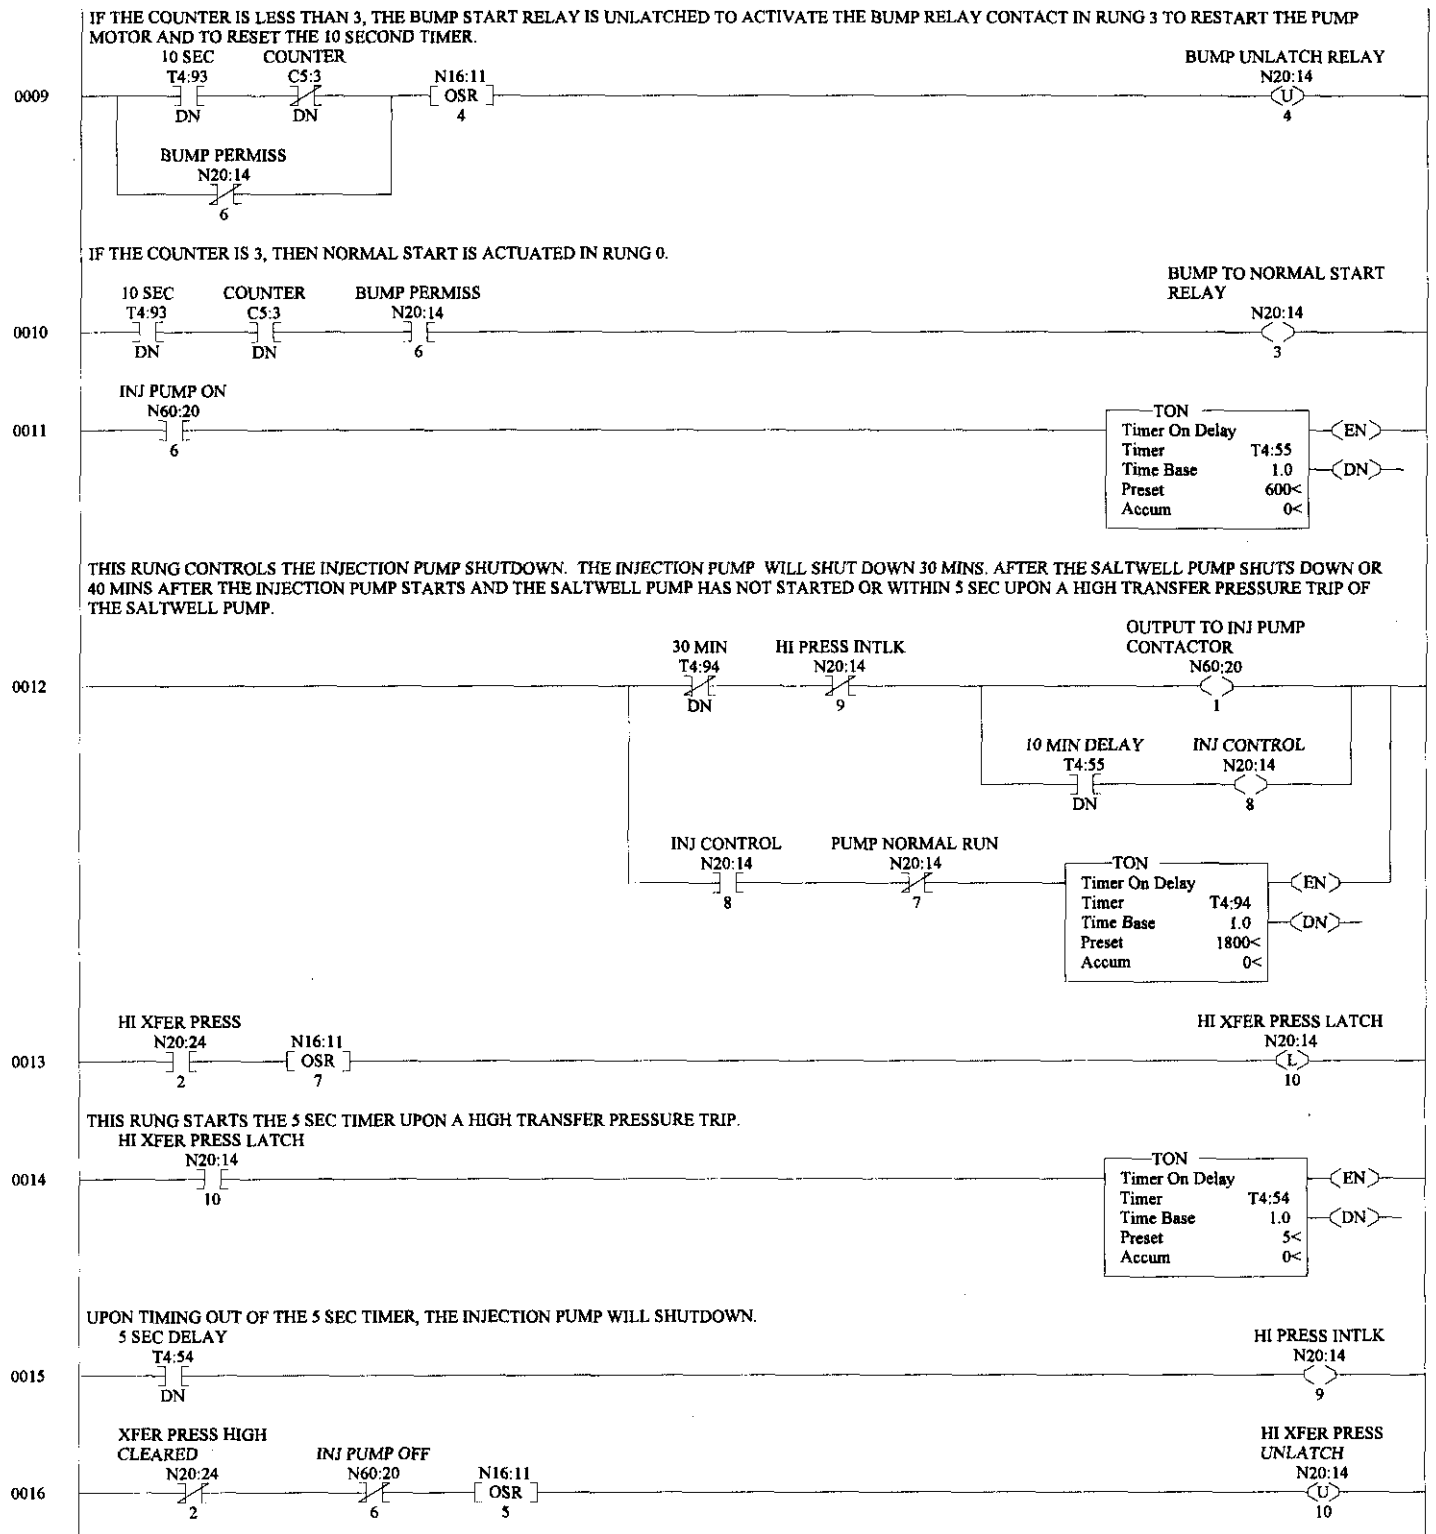 IF THE COUNTER IS LESS THAN 3, THE BUMP START RELAY IS UNLATCHED TO ACTIVATE THE BUMP RELAY CONTACT IN RUNG 3 TO RESTART THE PUMP
MOTOR AND TO RESET THE 10 SECOND TIMER.
10 SEC COUNTER BUMP UNLATCH RELAY
T4:93 C5:3 N16:11 N20:14
0009 OSR U
DN DN 4 4
BUMP PERMISS
N20:14
6
IF THE COUNTER IS 3, THEN NORMAL START IS ACTUATED IN RUNG 0.
BUMP TO NORMAL START
10 SEC COUNTER BUMP PERMISS RELAY
T4:93 C5:3 N20:14 N20:14
0010
DN DN 6 3
INJ PUMP ON
N60:20 TON
0011 Timer On Delay EN
6 Timer T4:55
Time Base 1.0 DN
Preset 600<
Accum 0<
THIS RUNG CONTROLS THE INJECTION PUMP SHUTDOWN. THE INJECTION PUMP WILL SHUT DOWN 30 MINS. AFTER THE SALTWELL PUMP SHUTS DOWN OR
40 MINS AFTER THE INJECTION PUMP STARTS AND THE SALTWELL PUMP HAS NOT STARTED OR WITHIN 5 SEC UPON A HIGH TRANSFER PRESSURE TRIP OF
THE SALTWELL PUMP.
OUTPUT TO INJ PUMP
30 MIN HI PRESS INTLK CONTACTOR
T4:94 N20:14 N60:20
0012
DN 9 1
10 MIN DELAY INJ CONTROL
T4:55 N20:14
DN 8
INJ CONTROL PUMP NORMAL RUN
N20:14 N20:14 TON
8 7 Timer On Delay EN
Timer T4:94
Time Base 1.0 DN
Preset 1800<
Accum 0<
HI XFER PRESS HI XFER PRESS LATCH
N20:24 N16:11 N20:14
0013 OSR L
2 7 10
THIS RUNG STARTS THE 5 SEC TIMER UPON A HIGH TRANSFER PRESSURE TRIP.
HI XFER PRESS LATCH
N20:14 TON
0014 Timer On Delay EN
10 Timer T4:54
Time Base 1.0 DN
Preset 5<
Accum 0<
UPON TIMING OUT OF THE 5 SEC TIMER, THE INJECTION PUMP WILL SHUTDOWN.
5 SEC DELAY HI PRESS INTLK
T4:54 N20:14
0015
DN 9
XFER PRESS HIGH HI XFER PRESS
CLEARED INJ PUMP OFF UNLATCH
N20:24 N60:20 N16:11 N20:14
0016 OSR U
2 6 5 10